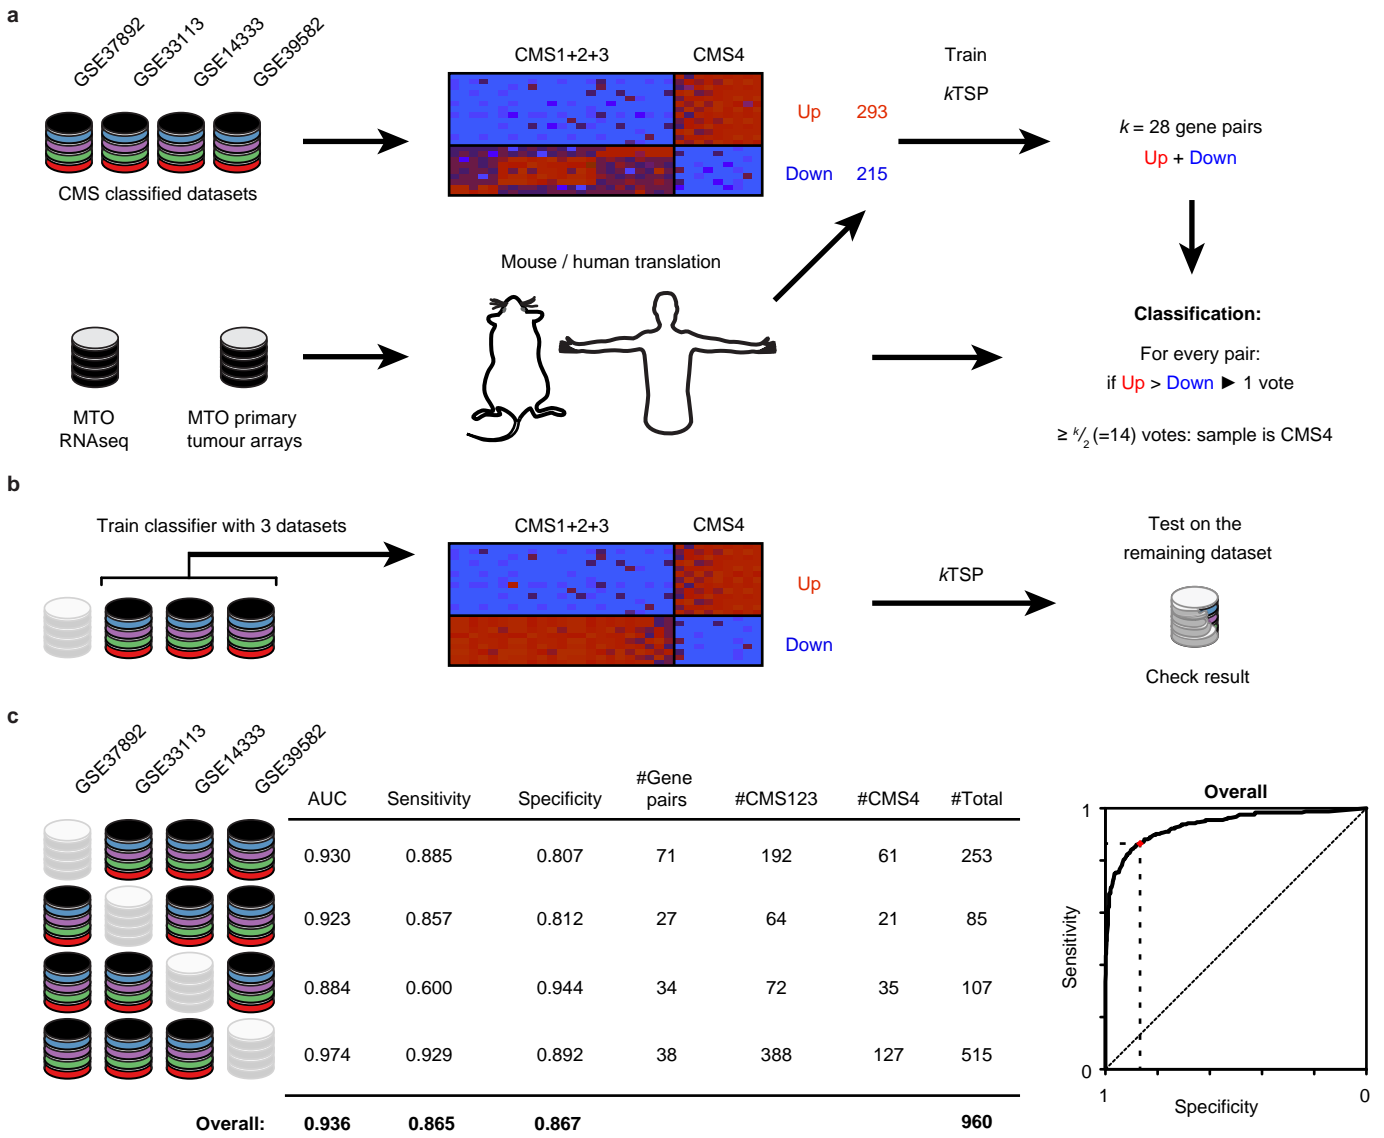 a
GSE37892
GSE33113
GSE14333
GSE39582
CMS classified datasets
CMS1+2+3
CMS4
Up 293
Down 215
Train
kTSP
k = 28 gene pairs
Up + Down
Mouse / human translation
MTO
RNAseq
MTO primary
tumour arrays
Classification:
For every pair:
if Up > Down ► 1 vote
≥ k/2 (=14) votes: sample is CMS4
b
Train classifier with 3 datasets
CMS1+2+3
CMS4
Up
Down
kTSP
Test on the
remaining dataset
Check result
c
GSE37892
GSE33113
GSE14333
GSE39582
AUC Sensitivity Specificity #Gene pairs #CMS123 #CMS4 #Total
0.930 0.885 0.807 71 192 61 253
0.923 0.857 0.812 27 64 21 85
0.884 0.600 0.944 34 72 35 107
0.974 0.929 0.892 38 388 127 515
Overall: 0.936 0.865 0.867 960
Overall
1
Sensitivity
0
1
0
Specificity